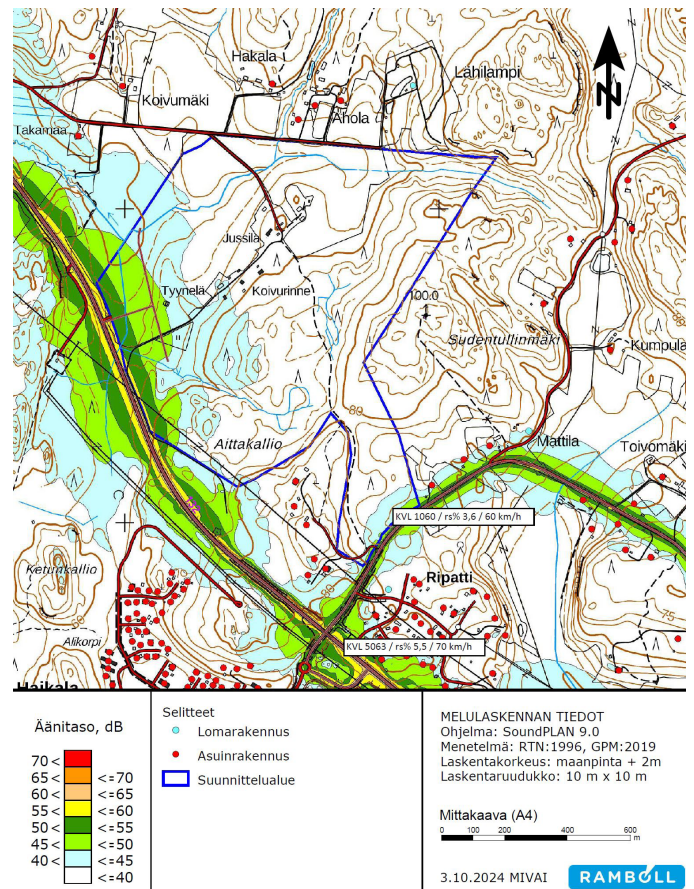 Hakala
Lähilampi
Koivumäki
Ahola
Takamaa
Jussila
Tyynelä
Koivurinne
100.0
Sudentullinmäki
Kumpula
80
Aittakallio
Mattila
Toivomäki
KVL 1060 / rs% 3,6 / 60 km/h
Ketunkallio
Ripatti
75
Alikorpi
KVL 5063 / rs% 5,5 / 70 km/h
Haikala
Äänitaso, dB
70 <
65 < <=70
60 < <=65
55 < <=60
50 < <=55
45 < <=50
40 < <=45
<=40
Selitteet
Lomarakennus
Asuinrakennus
Suunnittelualue
MELULASKENNAN TIEDOT
Ohjelma: SoundPLAN 9.0
Menetelmä: RTN:1996, GPM:2019
Laskentakorkeus: maanpinta + 2m
Laskentaruudukko: 10 m x 10 m
Mittakaava (A4)
0 100 200 400 600
m
3.10.2024 MIVAI
RAMBOLL